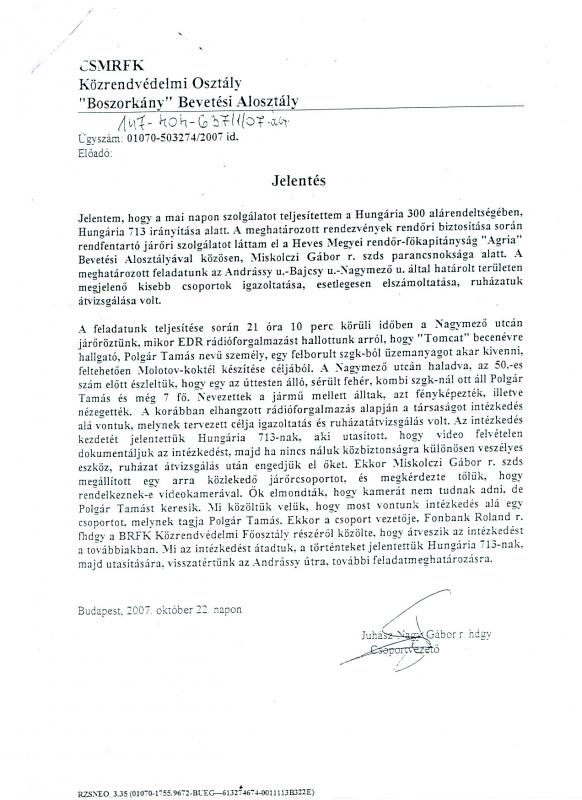 CSMRFK
Közrendvédelmi Osztály
"Boszorkány" Bevetési Alosztály
Ügyszám: 01070-503274/2007 id.
Előadó:
Jelentés
Jelentem, hogy a mai napon szolgálatot teljesítettem a Hungária 300 alárendeltségében,
Hungária 713 irányítása alatt. A meghatározott rendezvények rendőri biztosítása során
rendfentartó járőri szolgálatot láttam el a Heves Megyei rendőr-főkapitányság "Agria"
Bevetési Alosztályával közösen, Miskolczi Gábor r. szds parancsnoksága alatt. A
meghatározott feladatunk az Andrássy u.-Bajcsy u.-Nagymező u. által határolt területen
megjelenő kisebb csoportok igazoltatása, esetlegesen elszámoltatása, ruházatuk
átvizsgálása volt.
A feladatunk teljesítése során 21 óra 10 perc körüli időben a Nagymező utcán
járőröztünk, mikor EDR rádióforgalmazást hallottunk arról, hogy "Tomcat" becenévre
hallgató, Polgár Tamás nevű személy, egy felborult szgk-ból üzemanyagot akar kivenni,
feltehetően Molotov-koktél készítése céljából. A Nagymező utcán haladva, az 50.-es
szám előtt észleltük, hogy egy az úttesten álló, sérült fehér, kombi szgk-nál ott áll Polgár
Tamás és még 7 fő. Nevezettek a jármű mellett álltak, azt fényképezték, illetve
nézegették. A korábban elhangzott rádióforgalmazás alapján a társaságot intézkedés
alá vontuk, melynek tervezett célja igazoltatás és ruházatátvizsgálás volt. Az intézkedés
kezdetét jelentettük Hungária 713-nak, aki utasított, hogy video felvételen
dokumentáljuk az intézkedést, majd ha nincs náluk közbiztonságra különösen veszélyes
eszköz, ruházat átvizsgálás után engedjük el őket. Ekkor Miskolczi Gábor r. szds
megállított egy arra közlekedő járőrcsoportot, és megkérdezte tőlük, hogy
rendelkeznek-e videokamerával. Ők elmondták, hogy kamerát nem tudnak adni, de
Polgár Tamást keresik. Mi közöltük velük, hogy most vontunk intézkedés alá egy
csoportot, melynek tagja Polgár Tamás. Ekkor a csoport vezetője, Fonbank Roland r.
fhdgy a BRFK Közrendvédelmi Főosztály részéről közölte, hogy átveszik az intézkedést
a továbbiakban. Mi az intézkedést átadtuk, a történteket jelentettük Hungária 713-nak,
majd utasítására, visszatértünk az Andrássy útra, további feladatmeghatározásra.
Budapest, 2007. október 22. napon
Juhász Nagy Gábor r. hdgy
Csoportvezető
RZSNEO_3.35 (01070-1755.9672-BUEG—613274674-0011113B322E)